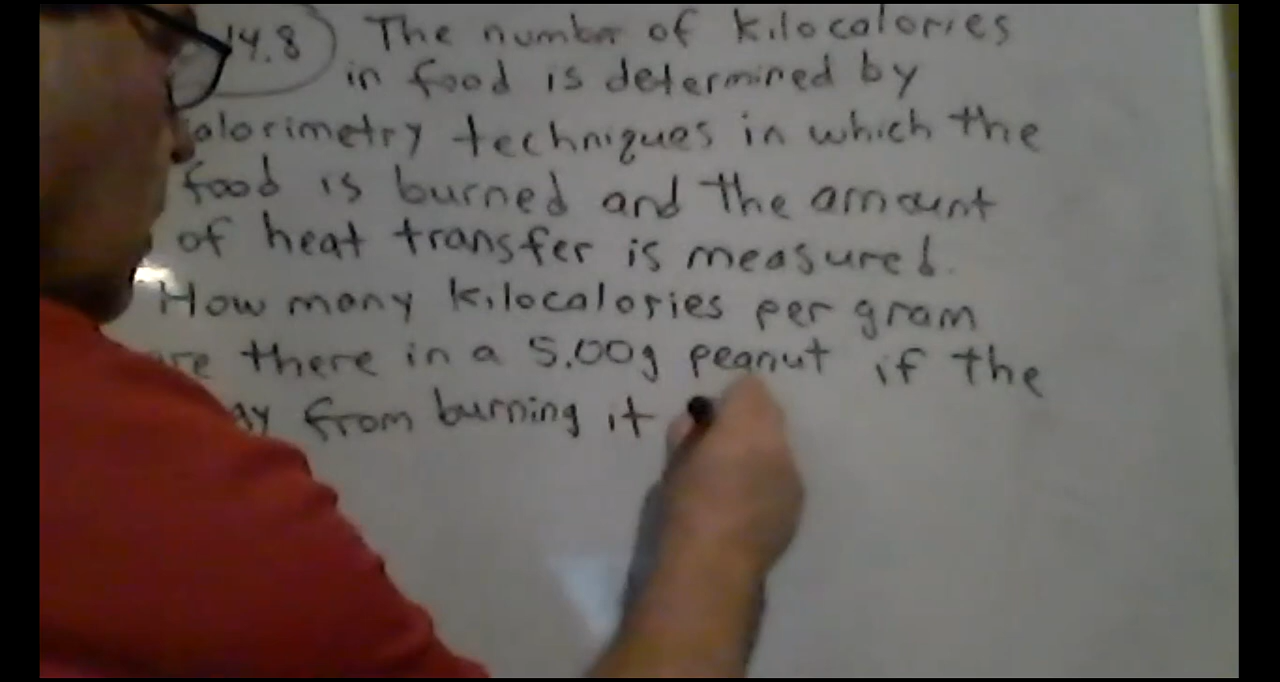 14.8) The number of kilocalories
in food is determined by
calorimetry techniques in which the
food is burned and the amount
of heat transfer is measured.
How many kilocalories per gram
are there in a 5.00g peanut if the
from burning it